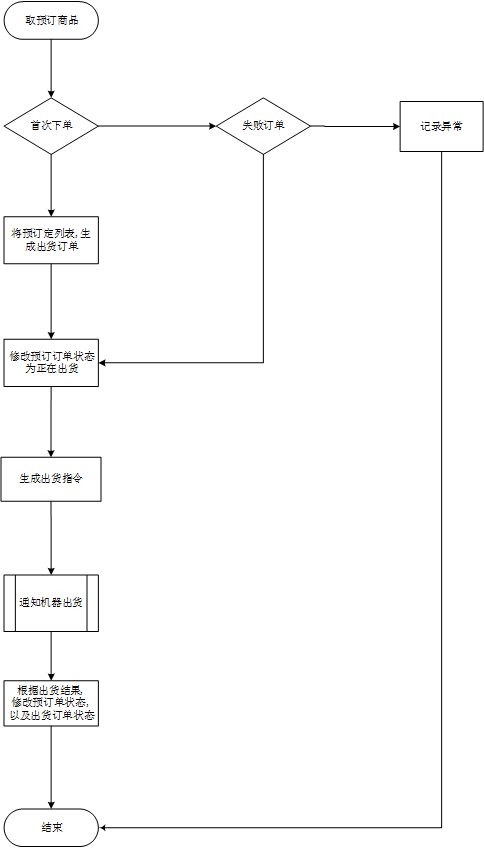 取预订商品
首次下单
失败订单
记录异常
将预订定列表,生
成出货订单
修改预订订单状态
为正在出货
生成出货指令
通知机器出货
根据出货结果,
修改预订单状态,
以及出货订单状态
结束